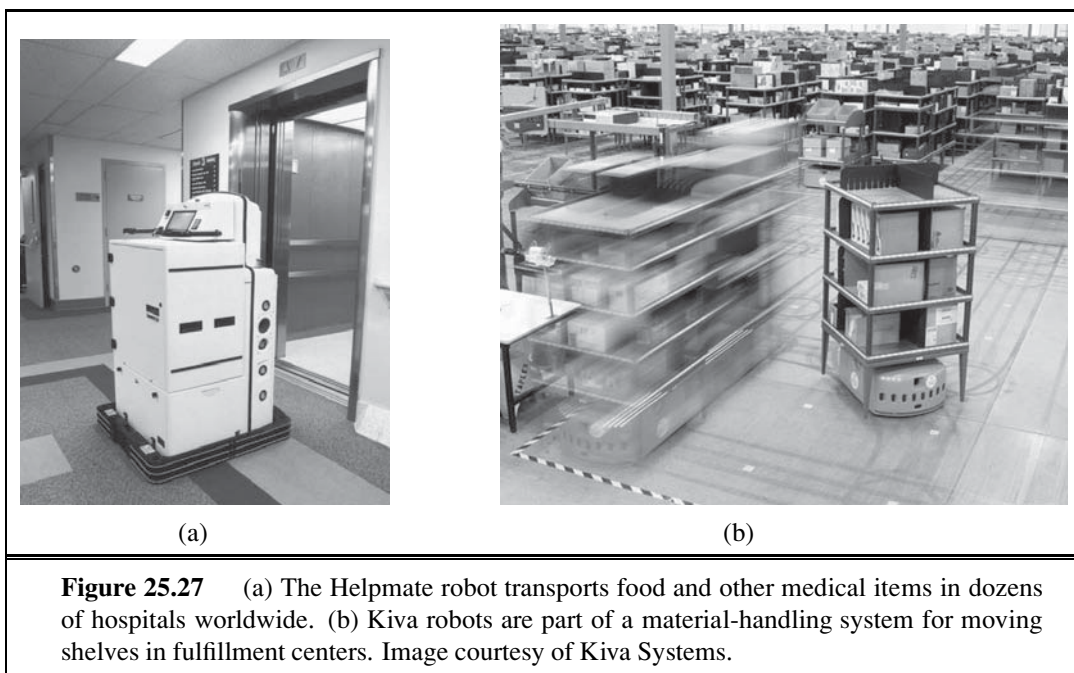 (a)
(b)
Figure 25.27 (a) The Helpmate robot transports food and other medical items in dozens
of hospitals worldwide. (b) Kiva robots are part of a material-handling system for moving
shelves in fulfillment centers. Image courtesy of Kiva Systems.